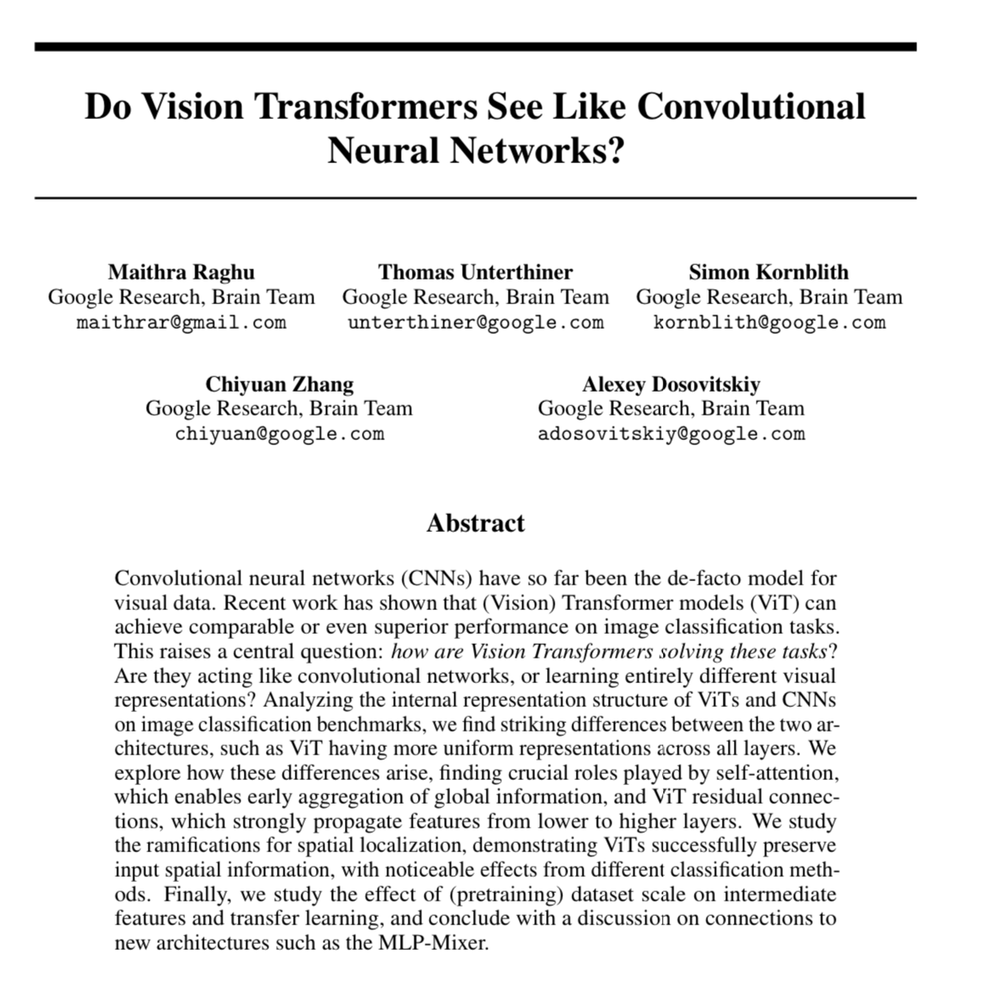 Do Vision Transformers See Like Convolutional
Neural Networks?
Maithra Raghu
Google Research, Brain Team
maithrar@gmail.com
Thomas Unterthiner
Google Research, Brain Team
unterthiner@google.com
Simon Kornblith
Google Research, Brain Team
kornblith@google.com
Chiyuan Zhang
Google Research, Brain Team
chiyuan@google.com
Alexey Dosovitskiy
Google Research, Brain Team
adosovitskiy@google.com
Abstract
Convolutional neural networks (CNNs) have so far been the de-facto model for
visual data. Recent work has shown that (Vision) Transformer models (ViT) can
achieve comparable or even superior performance on image classification tasks.
This raises a central question: how are Vision Transformers solving these tasks?
Are they acting like convolutional networks, or learning entirely different visual
representations? Analyzing the internal representation structure of ViTs and CNNs
on image classification benchmarks, we find striking differences between the two ar-
chitectures, such as ViT having more uniform representations across all layers. We
explore how these differences arise, finding crucial roles played by self-attention,
which enables early aggregation of global information, and ViT residual connec-
tions, which strongly propagate features from lower to higher layers. We study
the ramifications for spatial localization, demonstrating ViTs successfully preserve
input spatial information, with noticeable effects from different classification meth-
ods. Finally, we study the effect of (pretraining) dataset scale on intermediate
features and transfer learning, and conclude with a discussion on connections to
new architectures such as the MLP-Mixer.